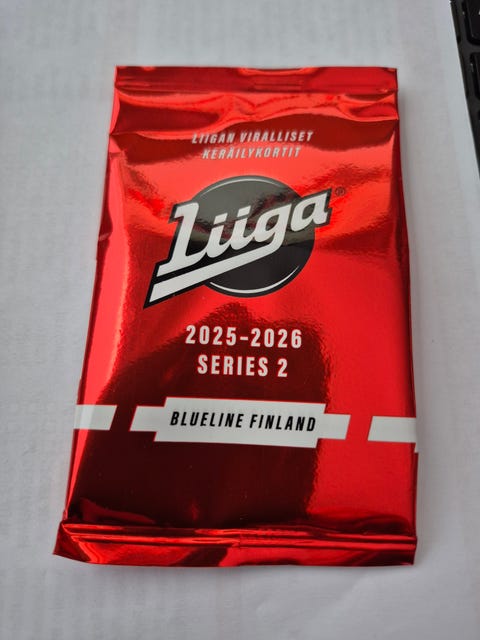 LIIGAN VIRALLISET
KERÄILYKORTIT
Liiga®
2025-2026
SERIES 2
BLUELINE FINLAND